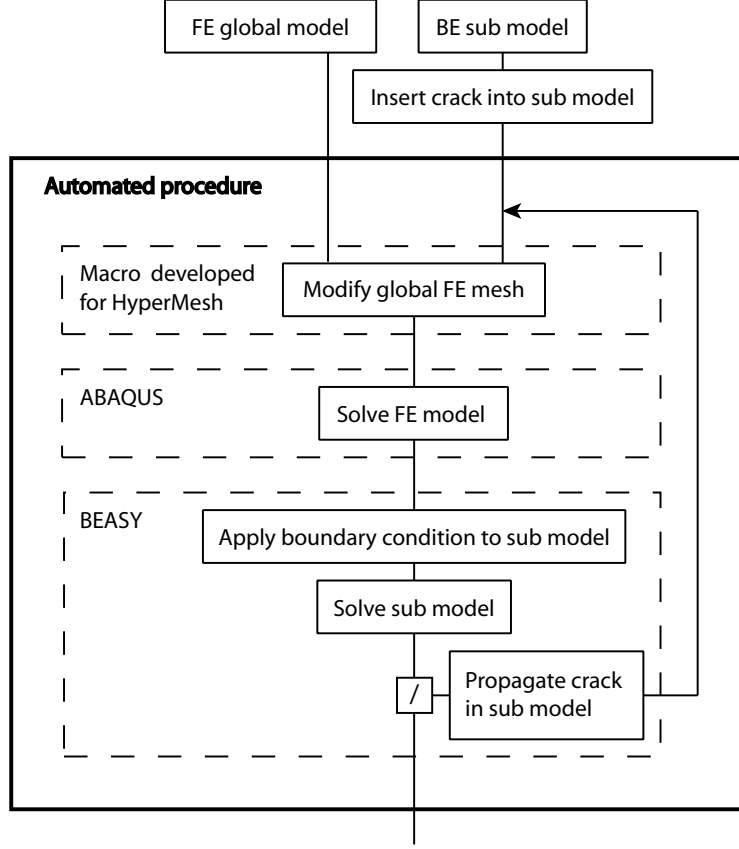 FE global model
BE sub model
Insert crack into sub model
Automated procedure
Macro developed
for HyperMesh
Modify global FE mesh
ABAQUS
Solve FE model
BEASY
Apply boundary condition to sub model
Solve sub model
/
Propagate crack
in sub model